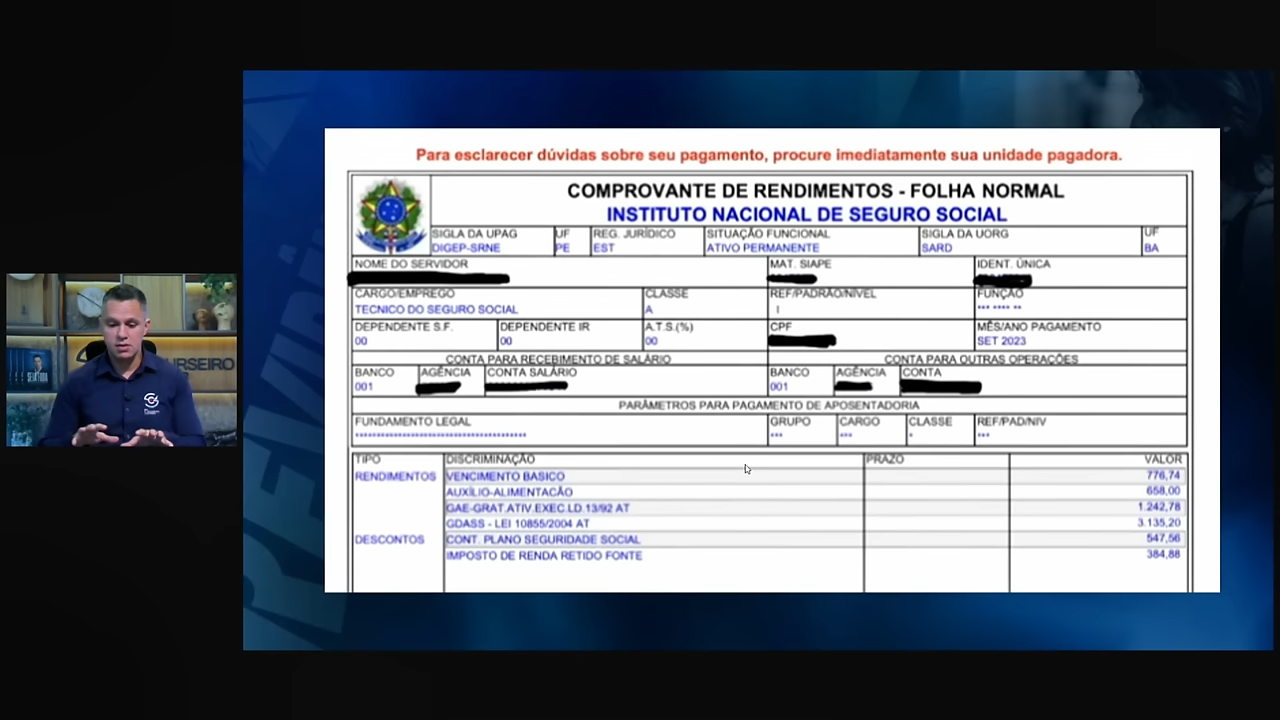 Para esclarecer dúvidas sobre seu pagamento, procure imediatamente sua unidade pagadora.
COMPROVANTE DE RENDIMENTOS - FOLHA NORMAL
INSTITUTO NACIONAL DE SEGURO SOCIAL
SIGLA DA UPAG UF REG. JURÍDICO SITUAÇÃO FUNCIONAL SIGLA DA UORG UF
DIGEP-SRNE PE EST ATIVO PERMANENTE SARD BA
NOME DO SERVIDOR MAT. SIAPE IDENT. ÚNICA
CARGO/EMPREGO CLASSE REF/PADRÃO/NÍVEL FUNÇÃO
TECNICO DO SEGURO SOCIAL A I *** **** **
DEPENDENTE S.F. DEPENDENTE IR A.T.S.(%) CPF MÊS/ANO PAGAMENTO
00 00 00 SET 2023
CONTA PARA RECEBIMENTO DE SALÁRIO CONTA PARA OUTRAS OPERAÇÕES
BANCO AGÊNCIA CONTA SALÁRIO BANCO AGÊNCIA CONTA
001 001
PARÂMETROS PARA PAGAMENTO DE APOSENTADORIA
FUNDAMENTO LEGAL GRUPO CARGO CLASSE REF/PAD/NIV
*** *** * ***
TIPO DISCRIMINAÇÃO PRAZO VALOR
RENDIMENTOS VENCIMENTO BASICO 776,74
AUXÍLIO-ALIMENTACÃO 658,00
GAE-GRAT.ATIV.EXEC.LD.13/92 AT 1.242,78
GDASS - LEI 10855/2004 AT 3.135,20
DESCONTOS CONT. PLANO SEGURIDADE SOCIAL 547,56
IMPOSTO DE RENDA RETIDO FONTE 384,88